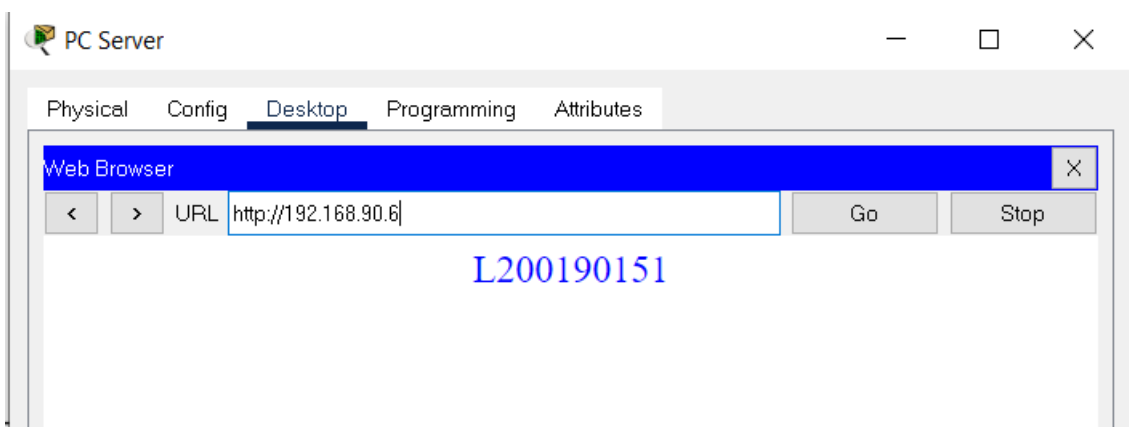 PC Server
Physical Config Desktop Programming Attributes
Web Browser X
< > URL http://192.168.90.6 Go Stop
L200190151